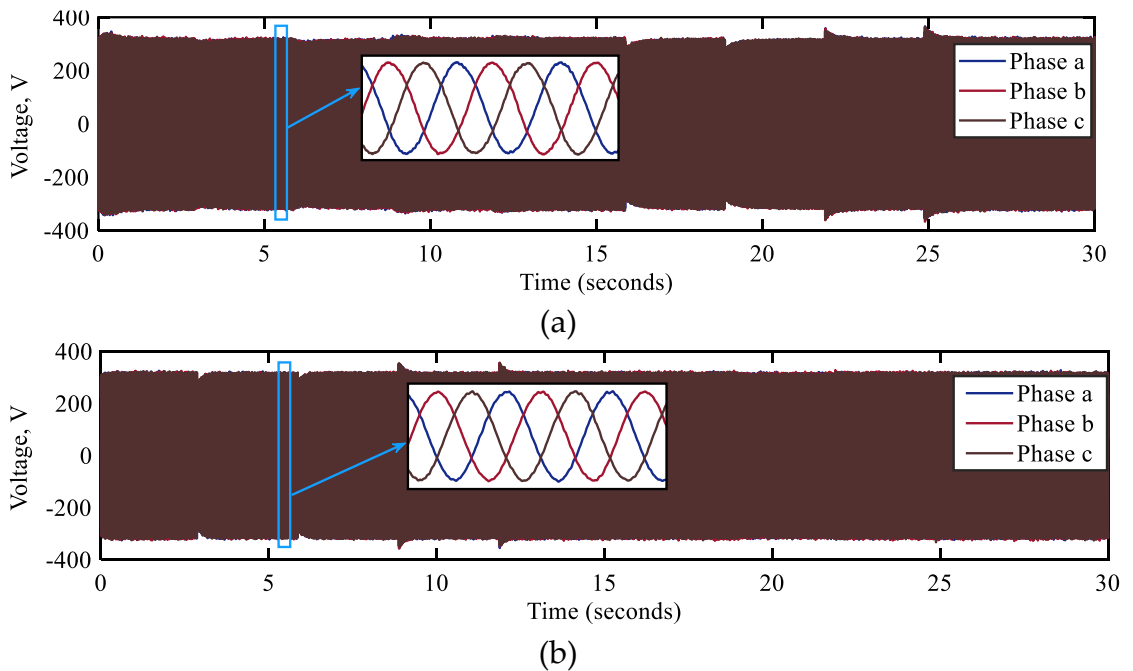 400
200
0
-200
-400
Voltage, V
Phase a
Phase b
Phase c
0 5 10 15 20 25 30
Time (seconds)
(a)
400
200
0
-200
-400
Voltage, V
Phase a
Phase b
Phase c
0 5 10 15 20 25 30
Time (seconds)
(b)